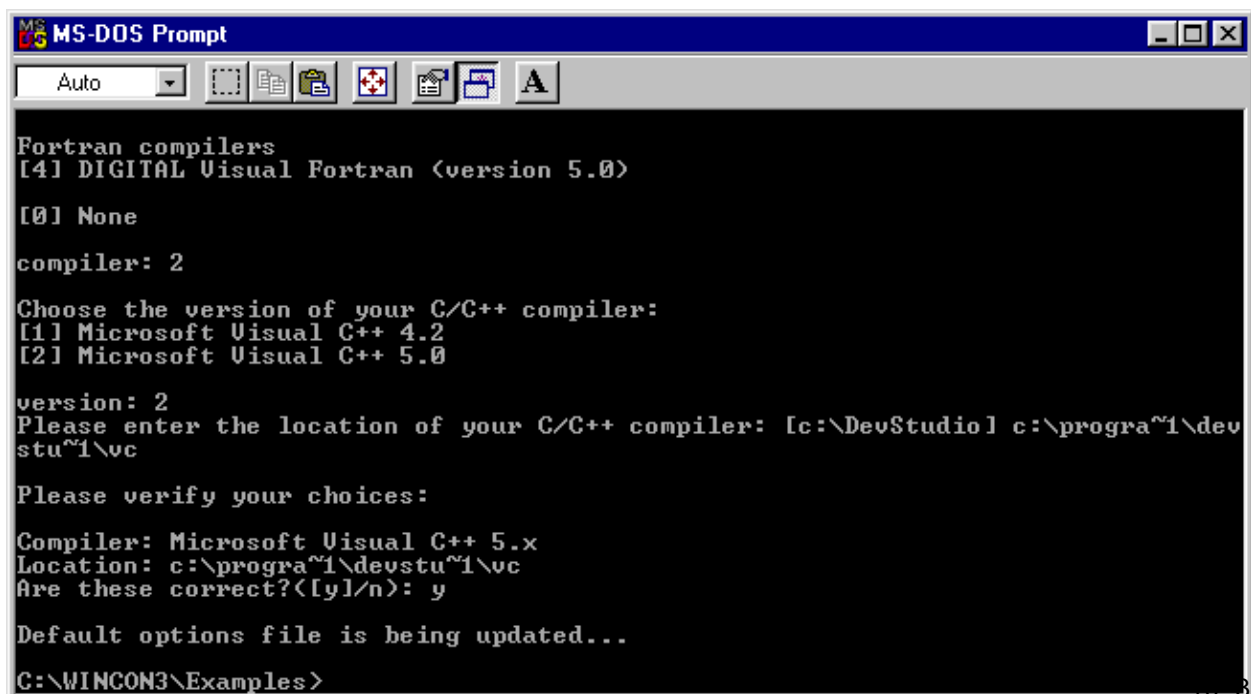 MS-DOS Prompt
Auto
A
Fortran compilers
[4] DIGITAL Visual Fortran (version 5.0)
[0] None
compiler: 2
Choose the version of your C/C++ compiler:
[1] Microsoft Visual C++ 4.2
[2] Microsoft Visual C++ 5.0
version: 2
Please enter the location of your C/C++ compiler: [c:\DevStudio] c:\progra~1\dev
stu~1\vc
Please verify your choices:
Compiler: Microsoft Visual C++ 5.x
Location: c:\progra~1\devstu~1\vc
Are these correct?([y]/n): y
Default options file is being updated...
C:\WINCON3\Examples>